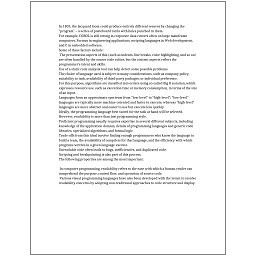 In 1801, the Jacquard loom could produce entirely different weaves by changing the
"program" – a series of pasteboard cards with holes punched in them.
For example, COBOL is still strong in corporate data centers often on large mainframe
computers, Fortran in engineering applications, scripting languages in Web development,
and C in embedded software.
Some of these factors include:
The presentation aspects of this (such as indents, line breaks, color highlighting, and so on)
are often handled by the source code editor, but the content aspects reflect the
programmer's talent and skills.
Use of a static code analysis tool can help detect some possible problems.
The choice of language used is subject to many considerations, such as company policy,
suitability to task, availability of third-party packages, or individual preference.
For this purpose, algorithms are classified into orders using so-called Big O notation, which
expresses resource use, such as execution time or memory consumption, in terms of the size
of an input.
Languages form an approximate spectrum from "low-level" to "high-level"; "low-level"
languages are typically more machine-oriented and faster to execute, whereas "high-level"
languages are more abstract and easier to use but execute less quickly.
Ideally, the programming language best suited for the task at hand will be selected.
However, readability is more than just programming style.
Proficient programming usually requires expertise in several different subjects, including
knowledge of the application domain, details of programming languages and generic code
libraries, specialized algorithms, and formal logic.
Trade-offs from this ideal involve finding enough programmers who know the language to
build a team, the availability of compilers for that language, and the efficiency with which
programs written in a given language execute.
Unreadable code often leads to bugs, inefficiencies, and duplicated code.
Scripting and breakpointing is also part of this process.
The following properties are among the most important:
In computer programming, readability refers to the ease with which a human reader can
comprehend the purpose, control flow, and operation of source code.
Various visual programming languages have also been developed with the intent to resolve
readability concerns by adopting non-traditional approaches to code structure and display.